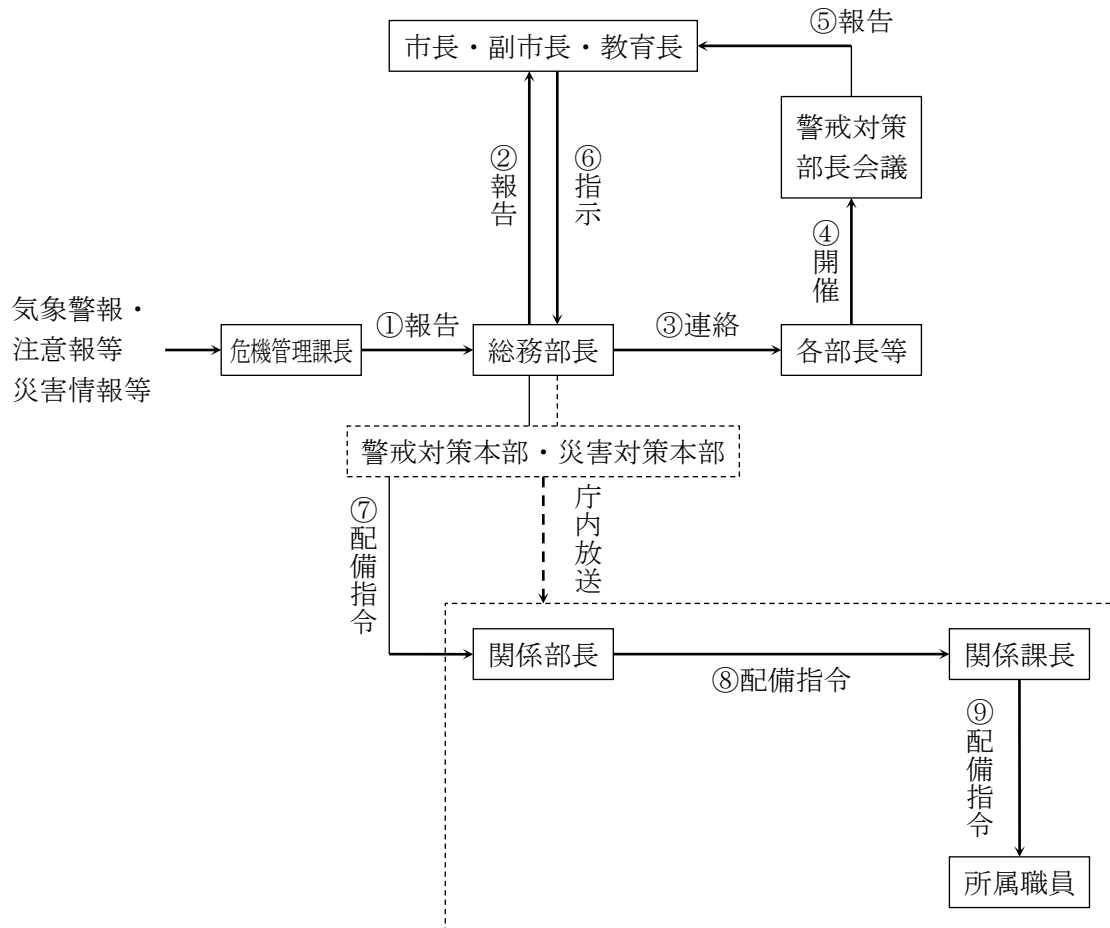 ⑤報告
市長・副市長・教育長
警戒対策
部長会議
②報告
⑥指示
④開催
気象警報・
注意報等
災害情報等
危機管理課長
①報告
総務部長
③連絡
各部長等
警戒対策本部・災害対策本部
⑦配備指令
庁内放送
関係部長
⑧配備指令
関係課長
⑨配備指令
所属職員